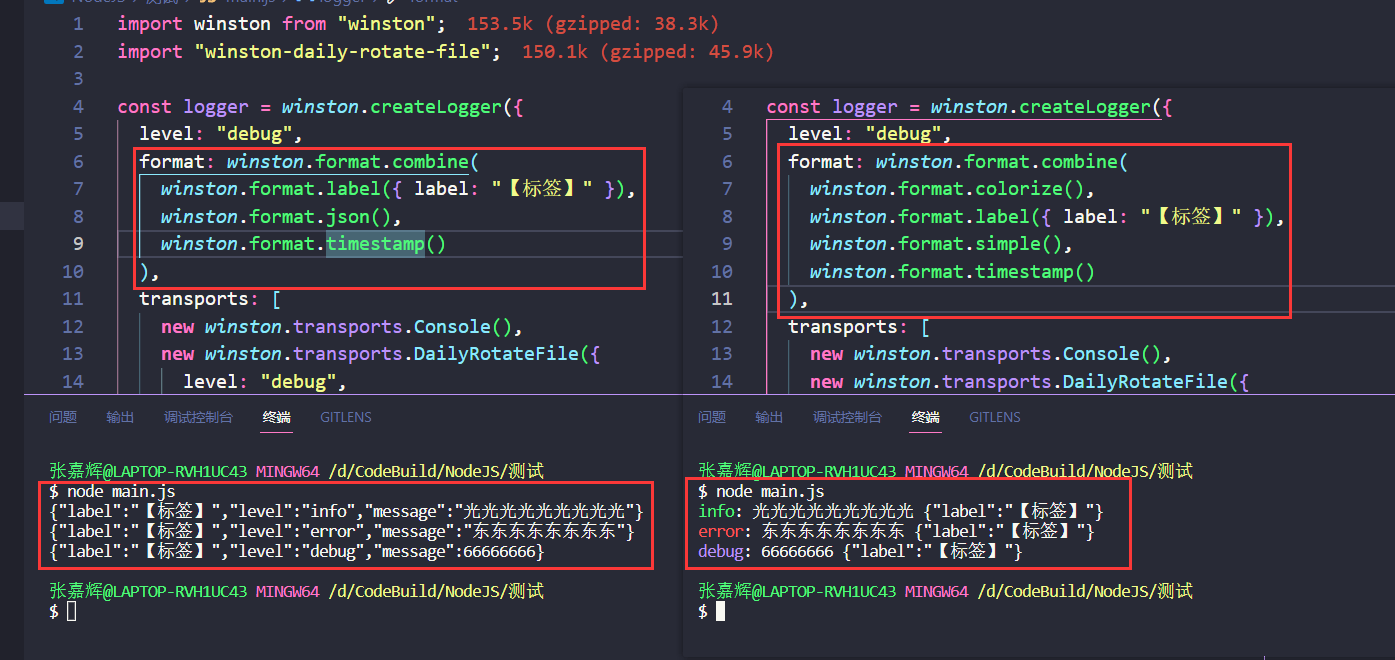 1 import winston from "winston"; 153.5k (gzipped: 38.3k)
2 import "winston-daily-rotate-file"; 150.1k (gzipped: 45.9k)
3
4 const logger = winston.createLogger({
5 level: "debug",
6 format: winston.format.combine(
7 winston.format.label({ label: "【标签】" }),
8 winston.format.json(),
9 winston.format.timestamp()
10 ),
11 transports: [
12 new winston.transports.Console(),
13 new winston.transports.DailyRotateFile({
14 level: "debug",
问题 输出 调试控制台 终端 GITLENS
张嘉辉@LAPTOP-RVH1UC43 MINGW64 /d/CodeBuild/NodeJS/测试
$ node main.js
{"label":"【标签】","level":"info","message":"光光光光光光光光光"}
{"label":"【标签】","level":"error","message":"东东东东东东东东"}
{"label":"【标签】","level":"debug","message":66666666}
张嘉辉@LAPTOP-RVH1UC43 MINGW64 /d/CodeBuild/NodeJS/测试
$
4 const logger = winston.createLogger({
5 level: "debug",
6 format: winston.format.combine(
7 winston.format.colorize(),
8 winston.format.label({ label: "【标签】" }),
9 winston.format.simple(),
10 winston.format.timestamp()
11 ),
12 transports: [
13 new winston.transports.Console(),
14 new winston.transports.DailyRotateFile({
问题 输出 调试控制台 终端 GITLENS
张嘉辉@LAPTOP-RVH1UC43 MINGW64 /d/CodeBuild/NodeJS/测试
$ node main.js
info: 光光光光光光光光光 {"label":"【标签】"}
error: 东东东东东东东东 {"label":"【标签】"}
debug: 66666666 {"label":"【标签】"}
张嘉辉@LAPTOP-RVH1UC43 MINGW64 /d/CodeBuild/NodeJS/测试
$